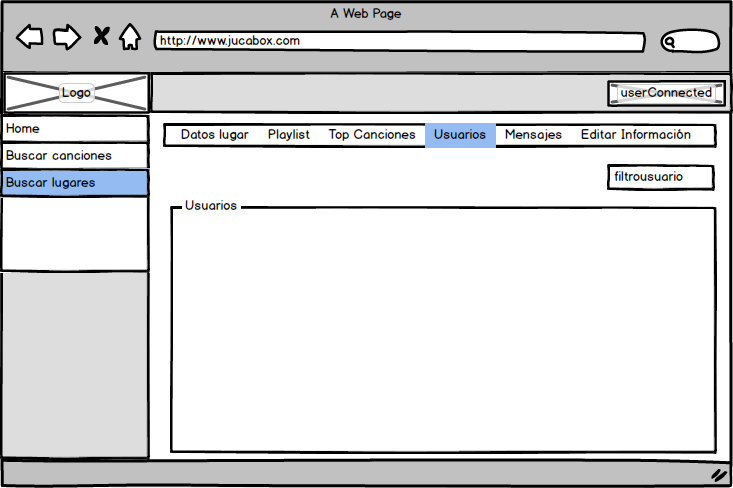 A Web Page
http://www.jucabox.com
Logo
userConnected
Home
Buscar canciones
Buscar lugares
Datos lugar Playlist Top Canciones Usuarios Mensajes Editar Información
filtrousuario
Usuarios